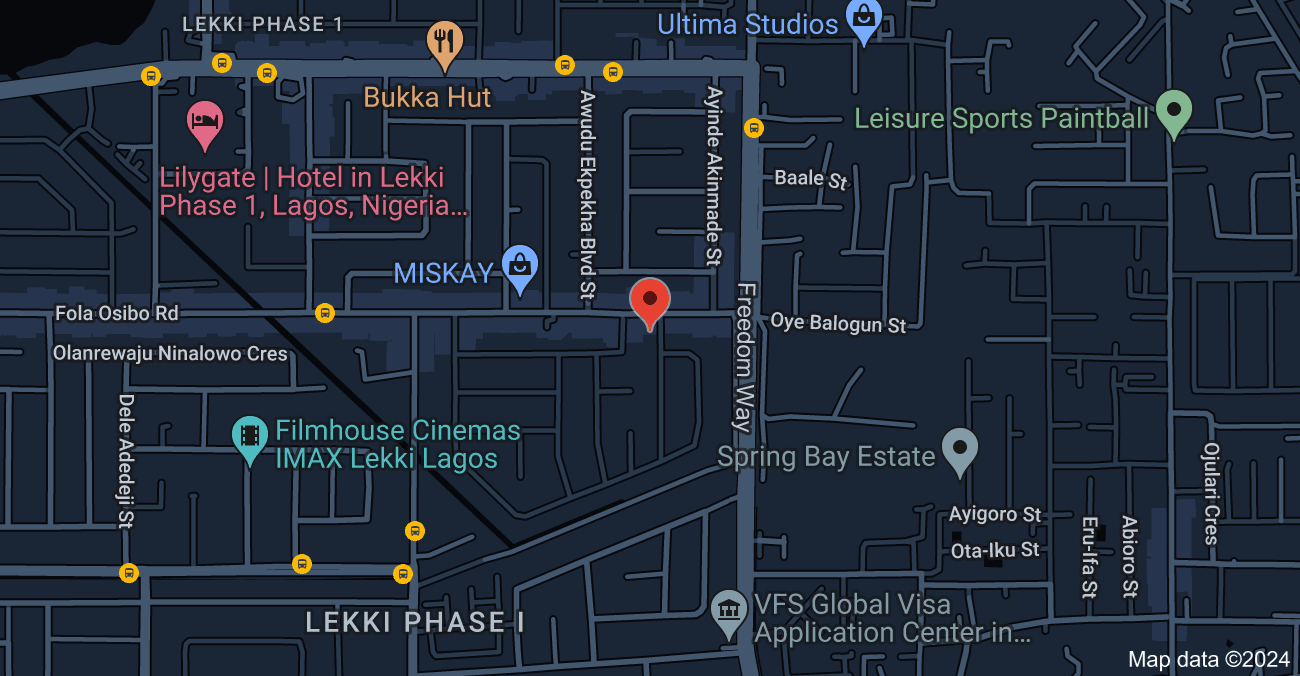 LEKKI PHASE 1
Ultima Studios
Bukka Hut
Awudu Ekpekha Blvd St
Ayinde Akinmade St
Leisure Sports Paintball
Lilygate | Hotel in Lekki
Phase 1, Lagos, Nigeria...
Baale St
MISKAY
Fola Osibo Rd
Freedom Way
Oye Balogun St
Olanrewaju Ninalowo Cres
Dele Adedeji St
Filmhouse Cinemas
IMAX Lekki Lagos
Spring Bay Estate
Ojulari Cres
Ayigoro St
Ota-Iku St
Eru-Ifa St
Abioro St
LEKKI PHASE I
VFS Global Visa
Application Center in...
Map data ©2024